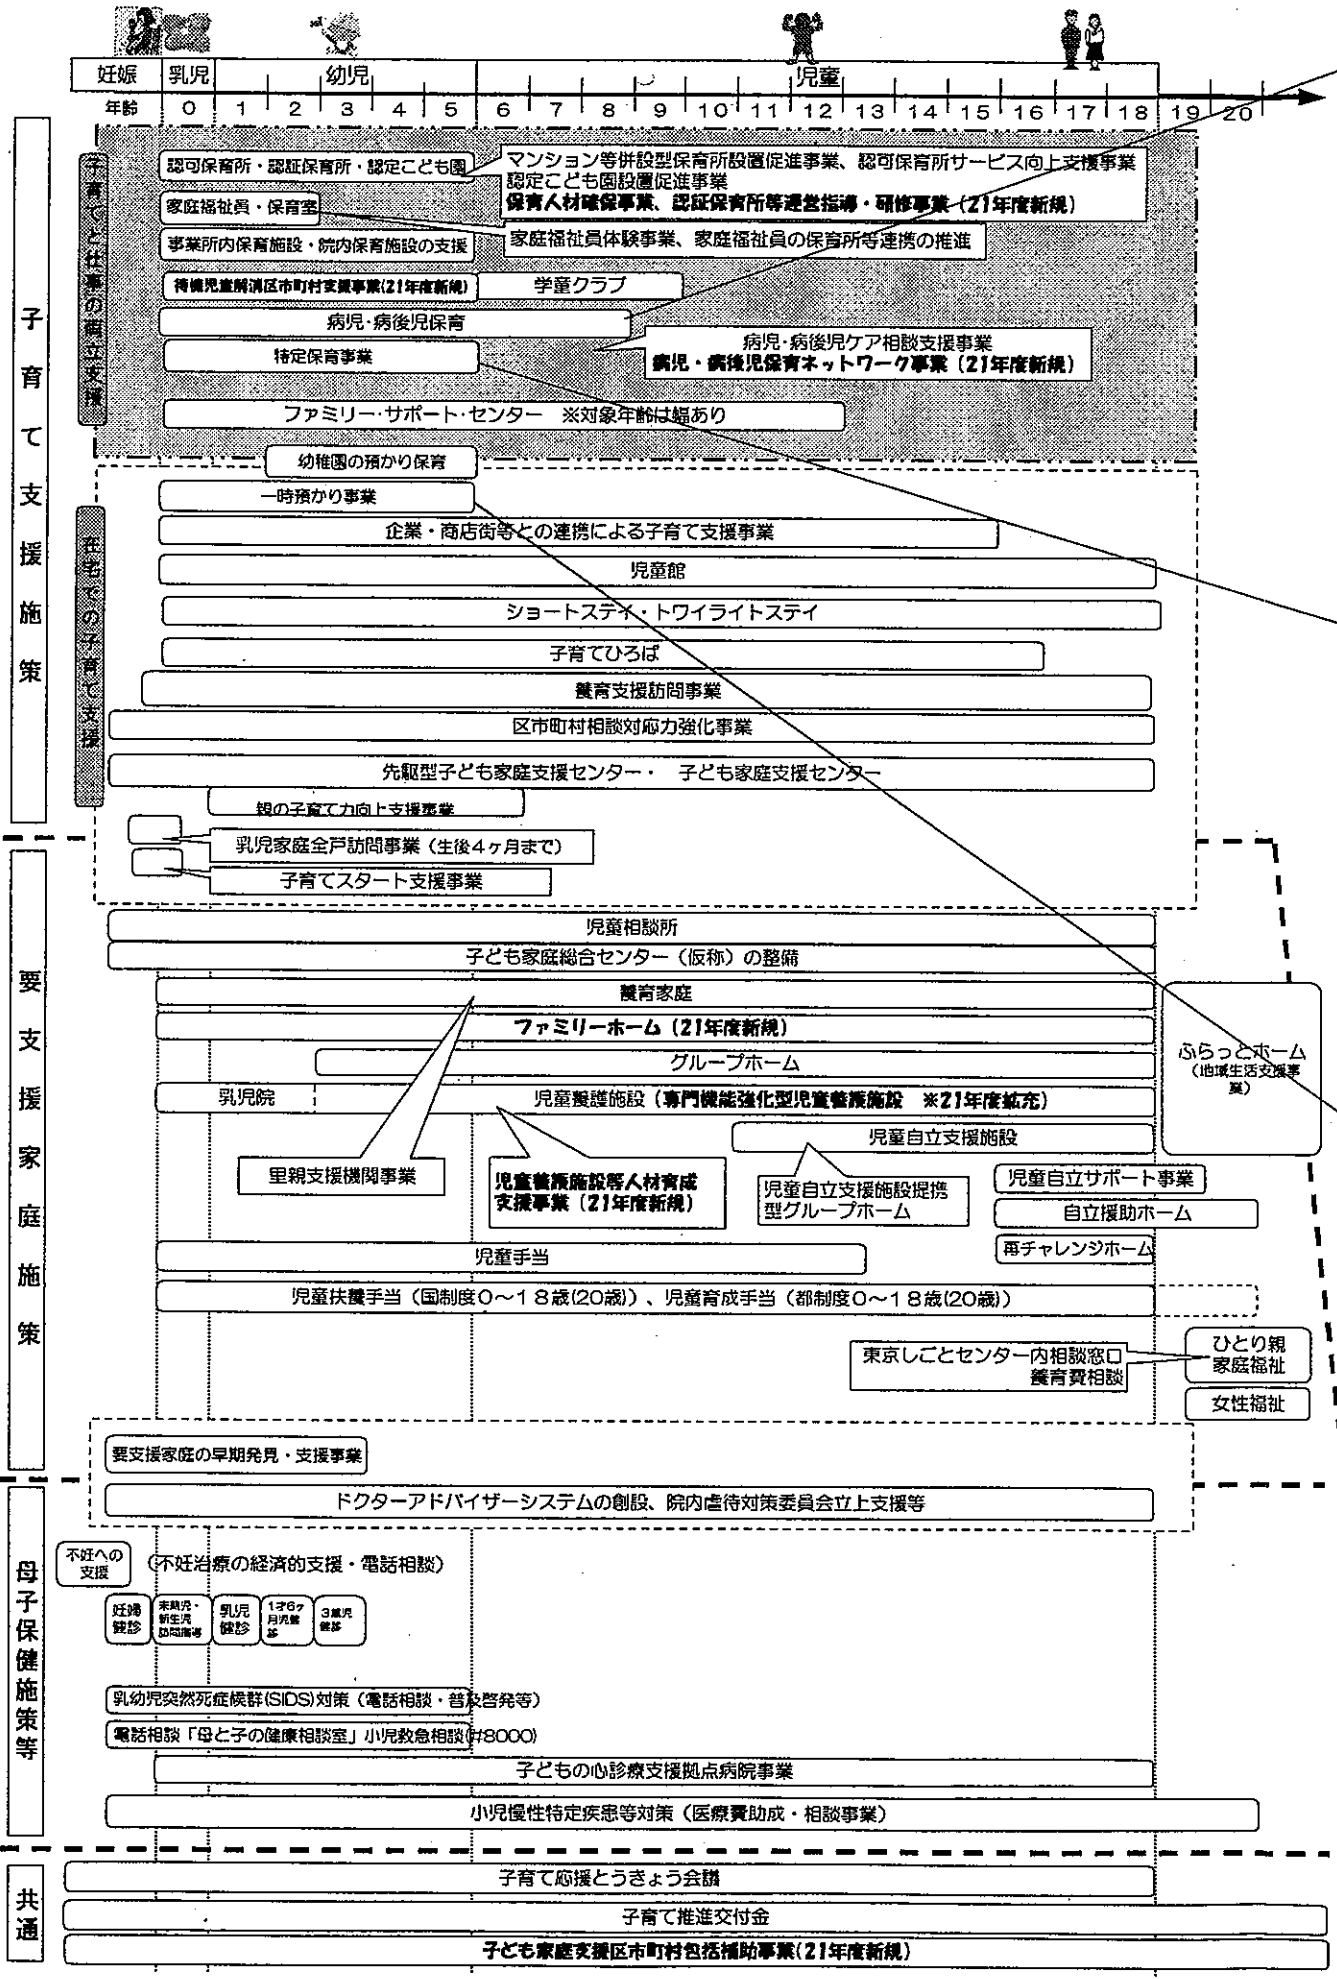 妊娠 乳児 幼児 児童
年齢 0 1 2 3 4 5 6 7 8 9 10 11 12 13 14 15 16 17 18 19 20
子育て支援施策
子育てと仕事の両立支援
認可保育所・認証保育所・認定こども園
マンション等併設型保育所設置促進事業、認可保育所サービス向上支援事業
認定こども園設置促進事業
保育人材確保事業、認証保育所等運営指導・研修事業（21年度新規）
家庭福祉員・保育室
家庭福祉員体験事業、家庭福祉員の保育所等連携の推進
事業所内保育施設・院内保育施設の支援
待機児童解消区市町村支援事業(21年度新規)
学童クラブ
病児・病後児保育
病児・病後児ケア相談支援事業
病児・病後児保育ネットワーク事業（21年度新規）
特定保育事業
ファミリー・サポート・センター　※対象年齢は幅あり
幼稚園の預かり保育
在宅での子育て支援
一時預かり事業
企業・商店街等との連携による子育て支援事業
児童館
ショートステイ・トワイライトステイ
子育てひろば
養育支援訪問事業
区市町村相談対応力強化事業
先駆型子ども家庭支援センター・　子ども家庭支援センター
親の子育て力向上支援事業
乳児家庭全戸訪問事業（生後4ヶ月まで）
子育てスタート支援事業
要支援家庭施策
児童相談所
子ども家庭総合センター（仮称）の整備
養育家庭
ファミリーホーム（21年度新規）
グループホーム
ふらっとホーム
（地域生活支援事業）
乳児院
児童養護施設（専門機能強化型児童養護施設　※21年度拡充）
児童自立支援施設
里親支援機関事業
児童養護施設等人材育成
支援事業（21年度新規）
児童自立支援施設提携
型グループホーム
児童自立サポート事業
自立援助ホーム
再チャレンジホーム
児童手当
児童扶養手当（国制度０～１８歳(20歳)）、児童育成手当（都制度０～１８歳(20歳)）
東京しごとセンター内相談窓口
養育費相談
ひとり親
家庭福祉
女性福祉
要支援家庭の早期発見・支援事業
ドクターアドバイザーシステムの創設、院内虐待対策委員会立上支援等
母子保健施策等
不妊への
支援
（不妊治療の経済的支援・電話相談）
妊婦
健診
未熟児・
新生児
訪問指導
乳児
健診
1才6ヶ
月児健
診
3歳児
健診
乳幼児突然死症候群(SIDS)対策（電話相談・普及啓発等）
電話相談「母と子の健康相談室」小児救急相談(#8000)
子どもの心診療支援拠点病院事業
小児慢性特定疾患等対策（医療費助成・相談事業）
共通
子育て応援とうきょう会議
子育て推進交付金
子ども家庭支援区市町村包括補助事業(21年度新規)